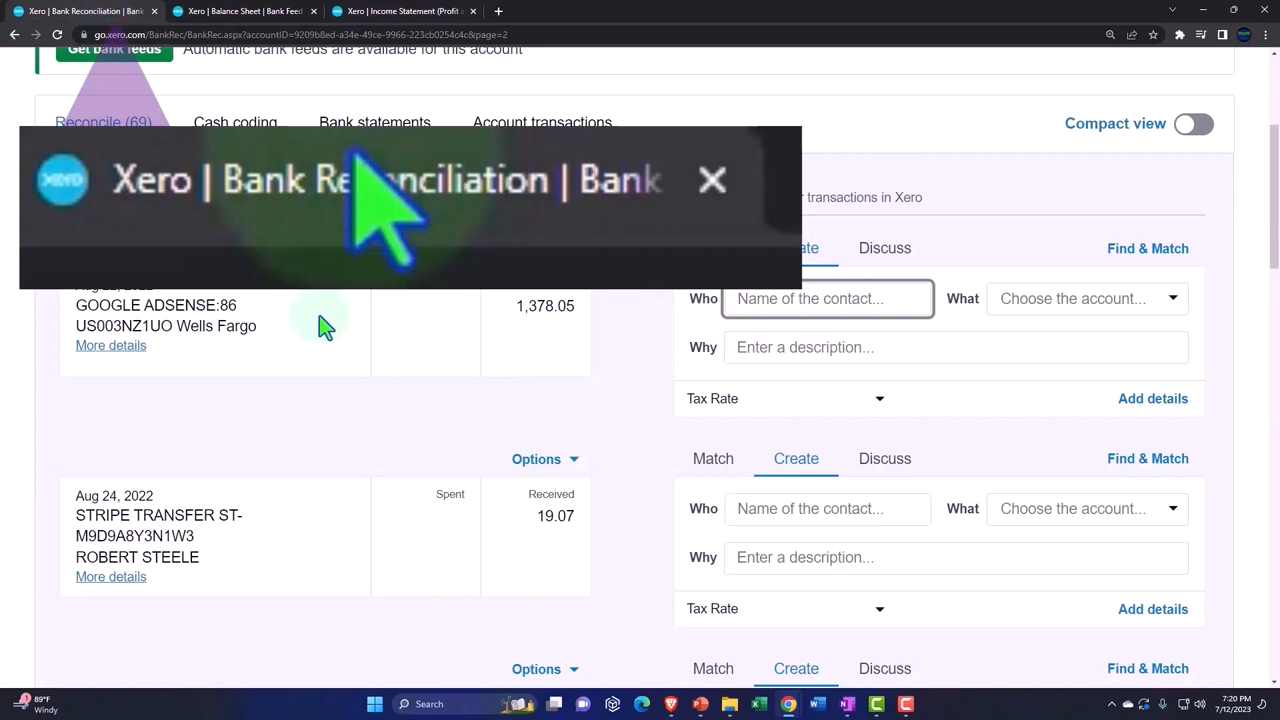 Xero | Bank Reconciliation | Bank
Xero | Balance Sheet | Bank Feed
Xero | Income Statement (Profit a
go.xero.com/BankRec/BankRec.aspx?accountID=9209b8ed-a34e-49ce-9966-223cb0254c4c&page=2
Get bank feeds Automatic bank feeds are available for this account
Reconcile (69) Cash coding Bank statements Account transactions
Compact view
xero Xero | Bank Reconciliation | Bank
transactions in Xero
Discuss Find & Match
GOOGLE ADSENSE:86
US003NZ1UO Wells Fargo
More details
1,378.05
Who Name of the contact... What Choose the account...
Why Enter a description...
Tax Rate Add details
Options
Match Create Discuss Find & Match
Aug 24, 2022
STRIPE TRANSFER ST-
M9D9A8Y3N1W3
ROBERT STEELE
More details
Spent Received
19.07
Who Name of the contact... What Choose the account...
Why Enter a description...
Tax Rate Add details
Options
Match Create Discuss Find & Match
89°F
Windy
Search
7:20 PM
7/12/2023